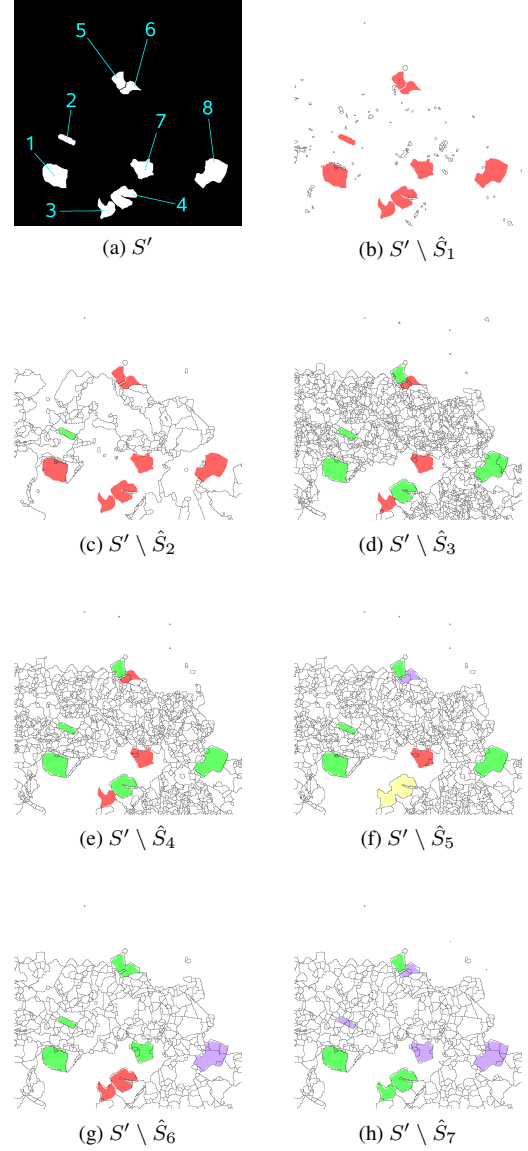 5 6
2
1 7 8
3 4
(a) S′
(b) S′ \ Ŝ₁
(c) S′ \ Ŝ₂
(d) S′ \ Ŝ₃
(e) S′ \ Ŝ₄
(f) S′ \ Ŝ₅
(g) S′ \ Ŝ₆
(h) S′ \ Ŝ₇